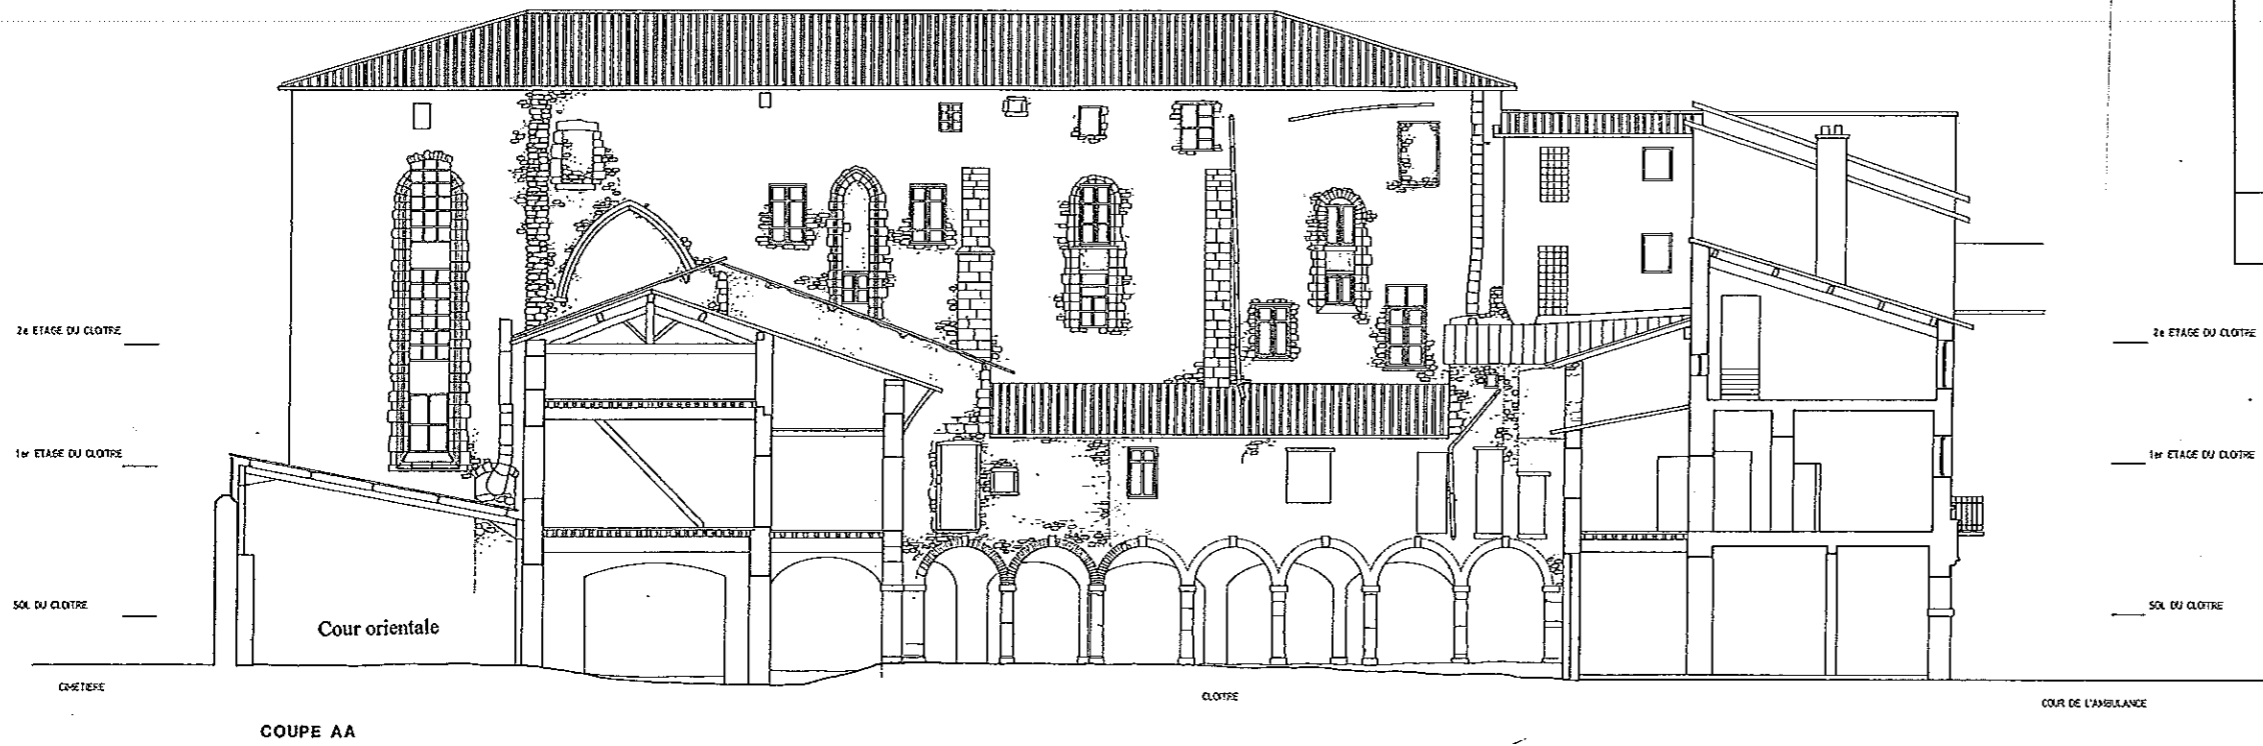 2e ETAGE DU CLOITRE
2e ETAGE DU CLOITRE
1er ETAGE DU CLOITRE
1er ETAGE DU CLOITRE
SOL DU CLOITRE
SOL DU CLOITRE
Cour orientale
CIMETIERE
CLOITRE
COUR DE L'AMBULANCE
COUPE AA